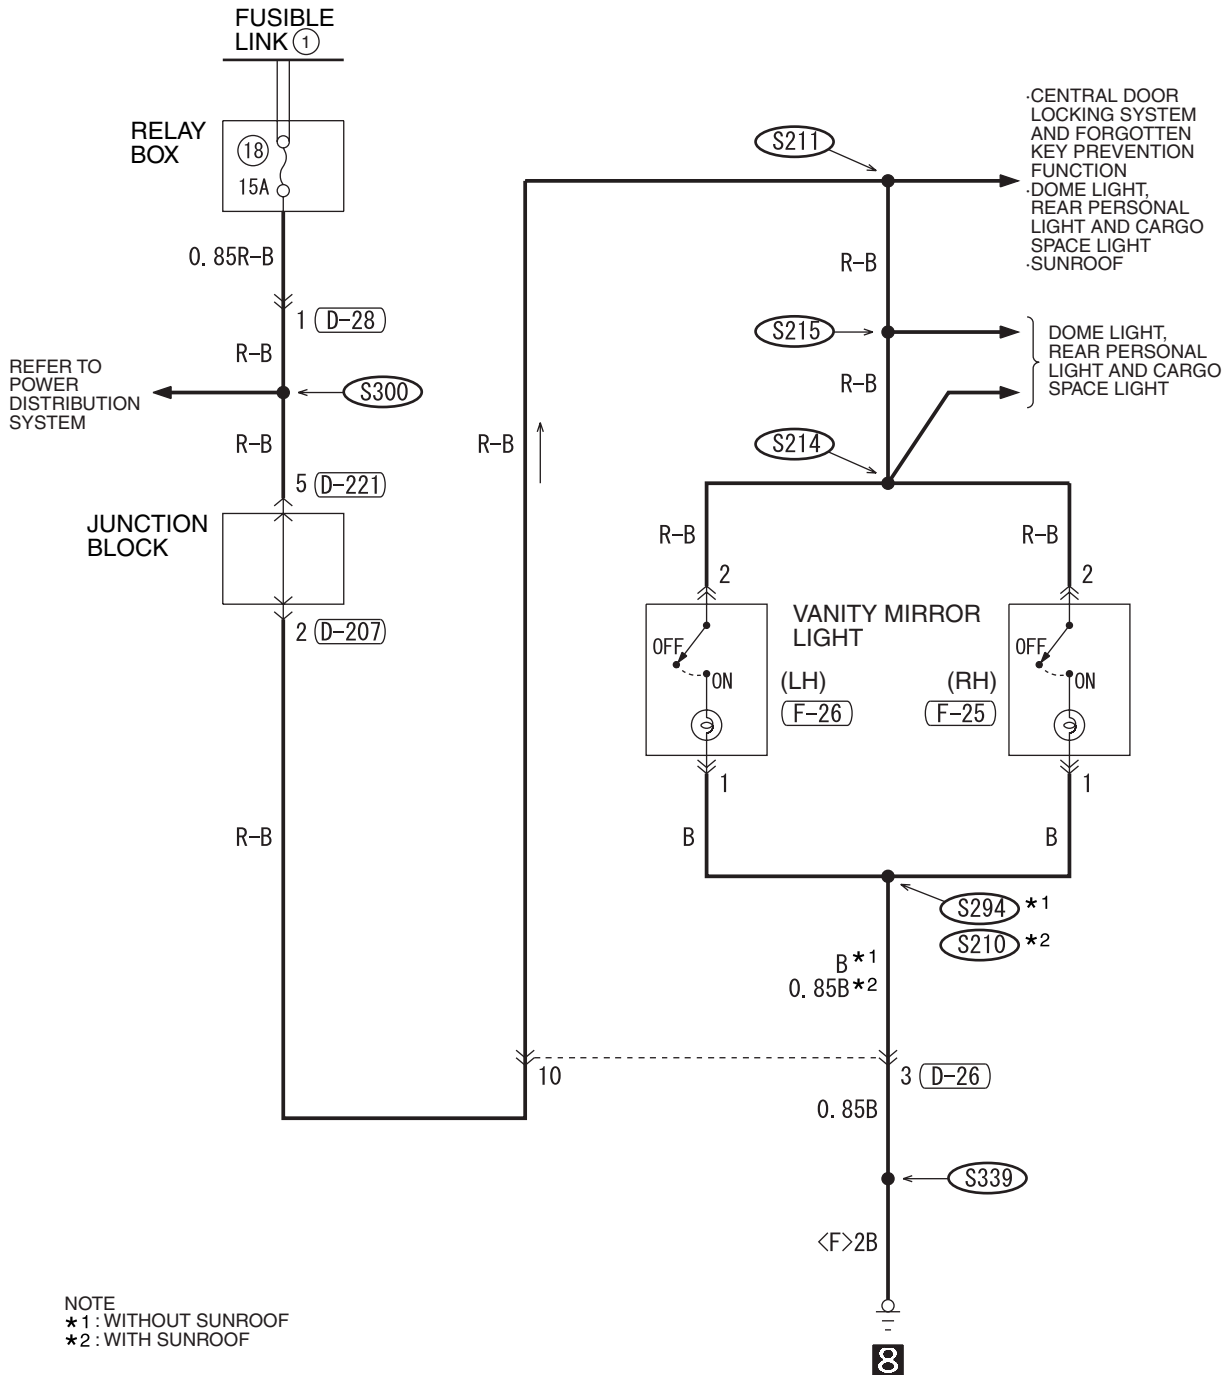 FUSIBLE
LINK 1
RELAY
BOX
18
15A
0.85R-B
1 D-28
R-B
REFER TO
POWER
DISTRIBUTION
SYSTEM
S300
R-B
5 D-221
JUNCTION
BLOCK
2 D-207
R-B
R-B
10
S211
·CENTRAL DOOR
LOCKING SYSTEM
AND FORGOTTEN
KEY PREVENTION
FUNCTION
·DOME LIGHT,
REAR PERSONAL
LIGHT AND CARGO
SPACE LIGHT
·SUNROOF
R-B
S215
DOME LIGHT,
REAR PERSONAL
LIGHT AND CARGO
SPACE LIGHT
R-B
S214
R-B
R-B
2
2
VANITY MIRROR
LIGHT
OFF
ON
(LH)
F-26
(RH)
F-25
OFF
ON
1
1
B
B
S294 *1
S210 *2
B*1
0.85B*2
3 D-26
0.85B
S339
<F>2B
8
NOTE
*1 : WITHOUT SUNROOF
*2 : WITH SUNROOF